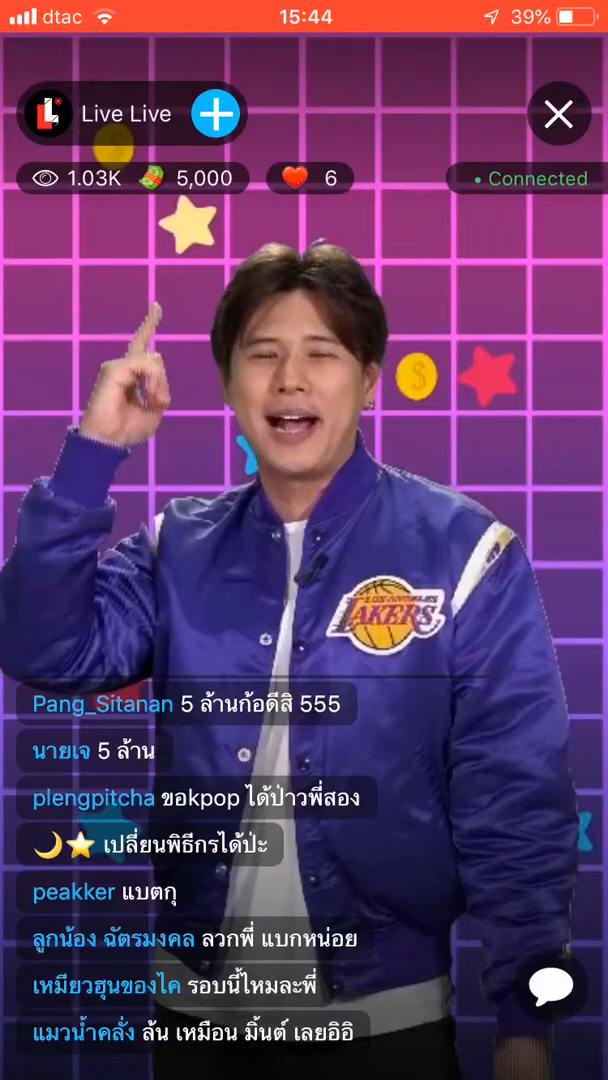 dtac 15:44 39%
Live Live
1.03K 5,000 6 • Connected
LOS ANGELES
LAKERS
Pang_Sitanan 5 ล้านก้อดีสิ 555
นายเจ 5 ล้าน
plengpitcha ขอkpop ได้ป่าวพี่สอง
🌙⭐ เปลี่ยนพิธีกรได้ป่ะ
peakker แบตกุ
ลูกน้อง ฉัตรมงคล ลวกพี่ แบกหน่อย
เหมียวฮุนของไค รอบนี้ไหมละพี่
แมวน้ำคลั่ง ล้น เหมือน มิ้นต์ เลยอิอิ